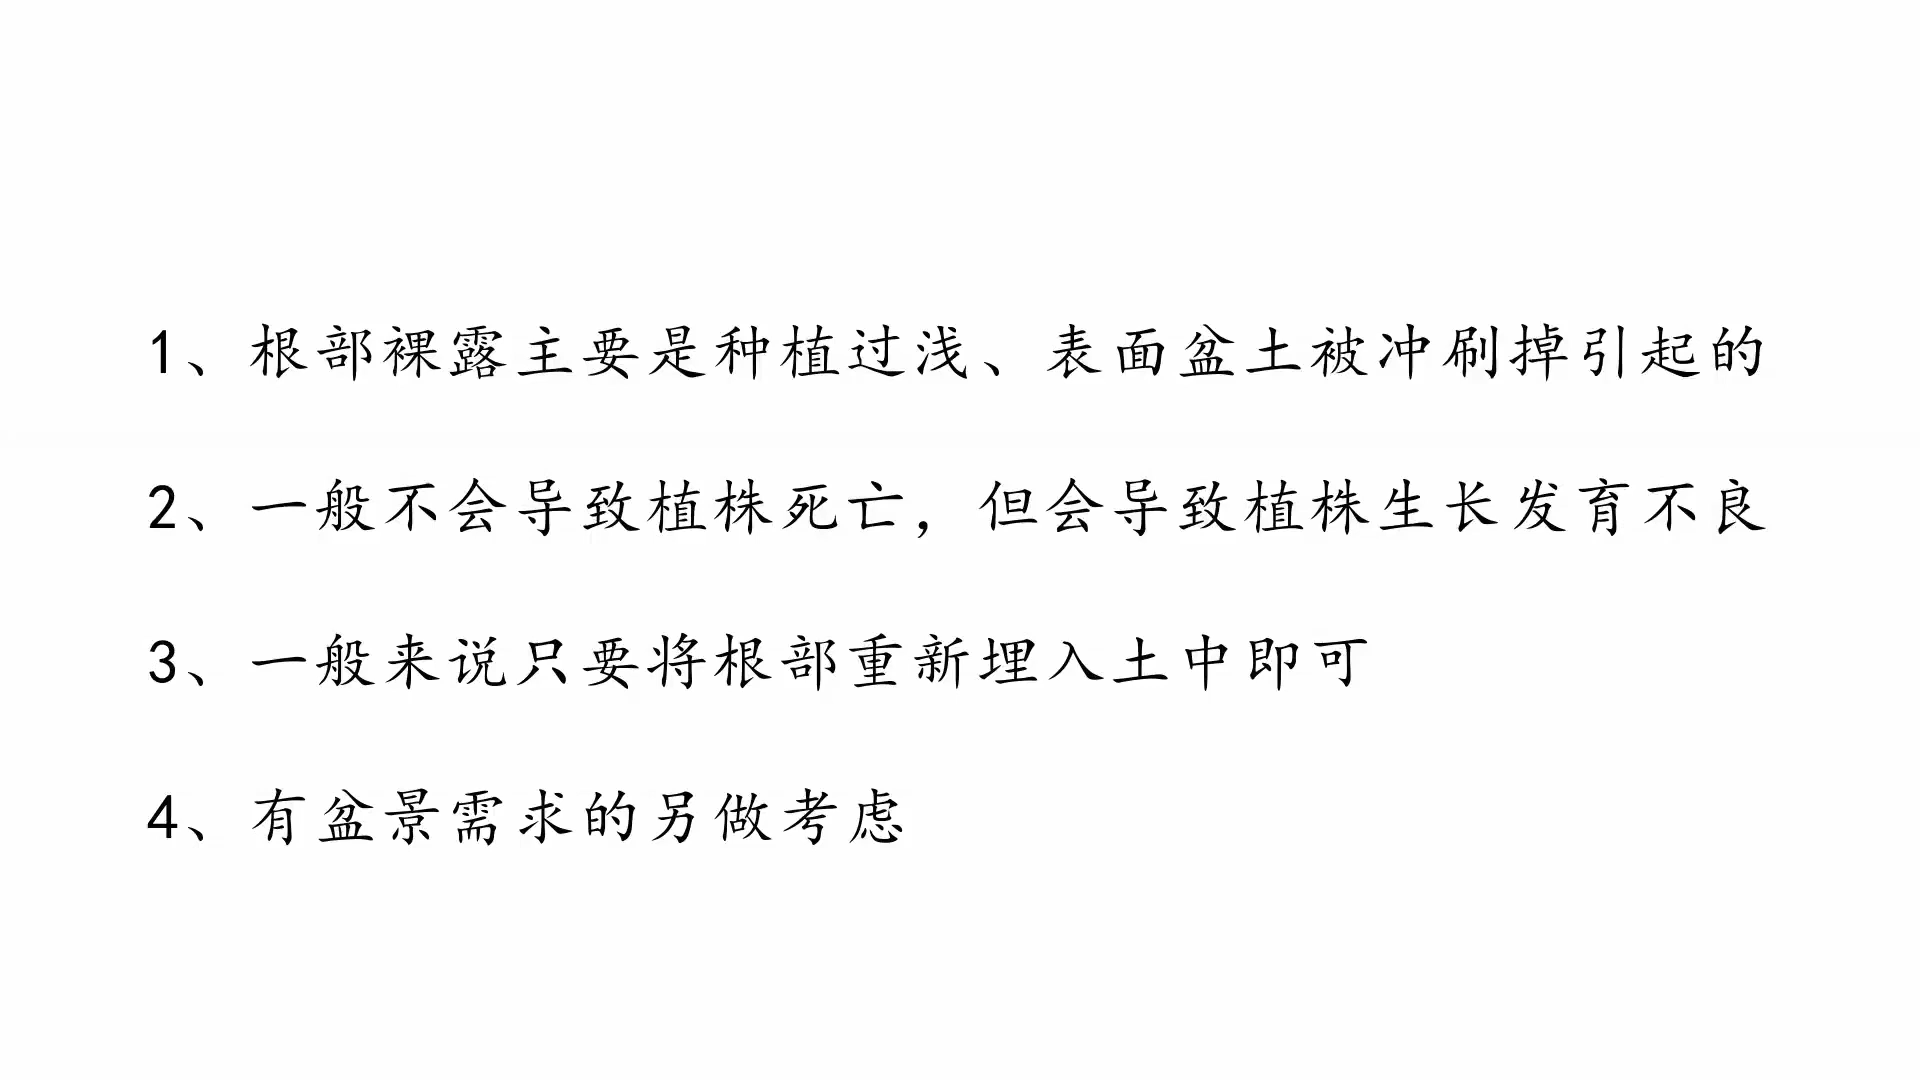 1、根部裸露主要是种植过浅、表面盆土被冲刷掉引起的
2、一般不会导致植株死亡，但会导致植株生长发育不良
3、一般来说只要将根部重新埋入土中即可
4、有盆景需求的另做考虑